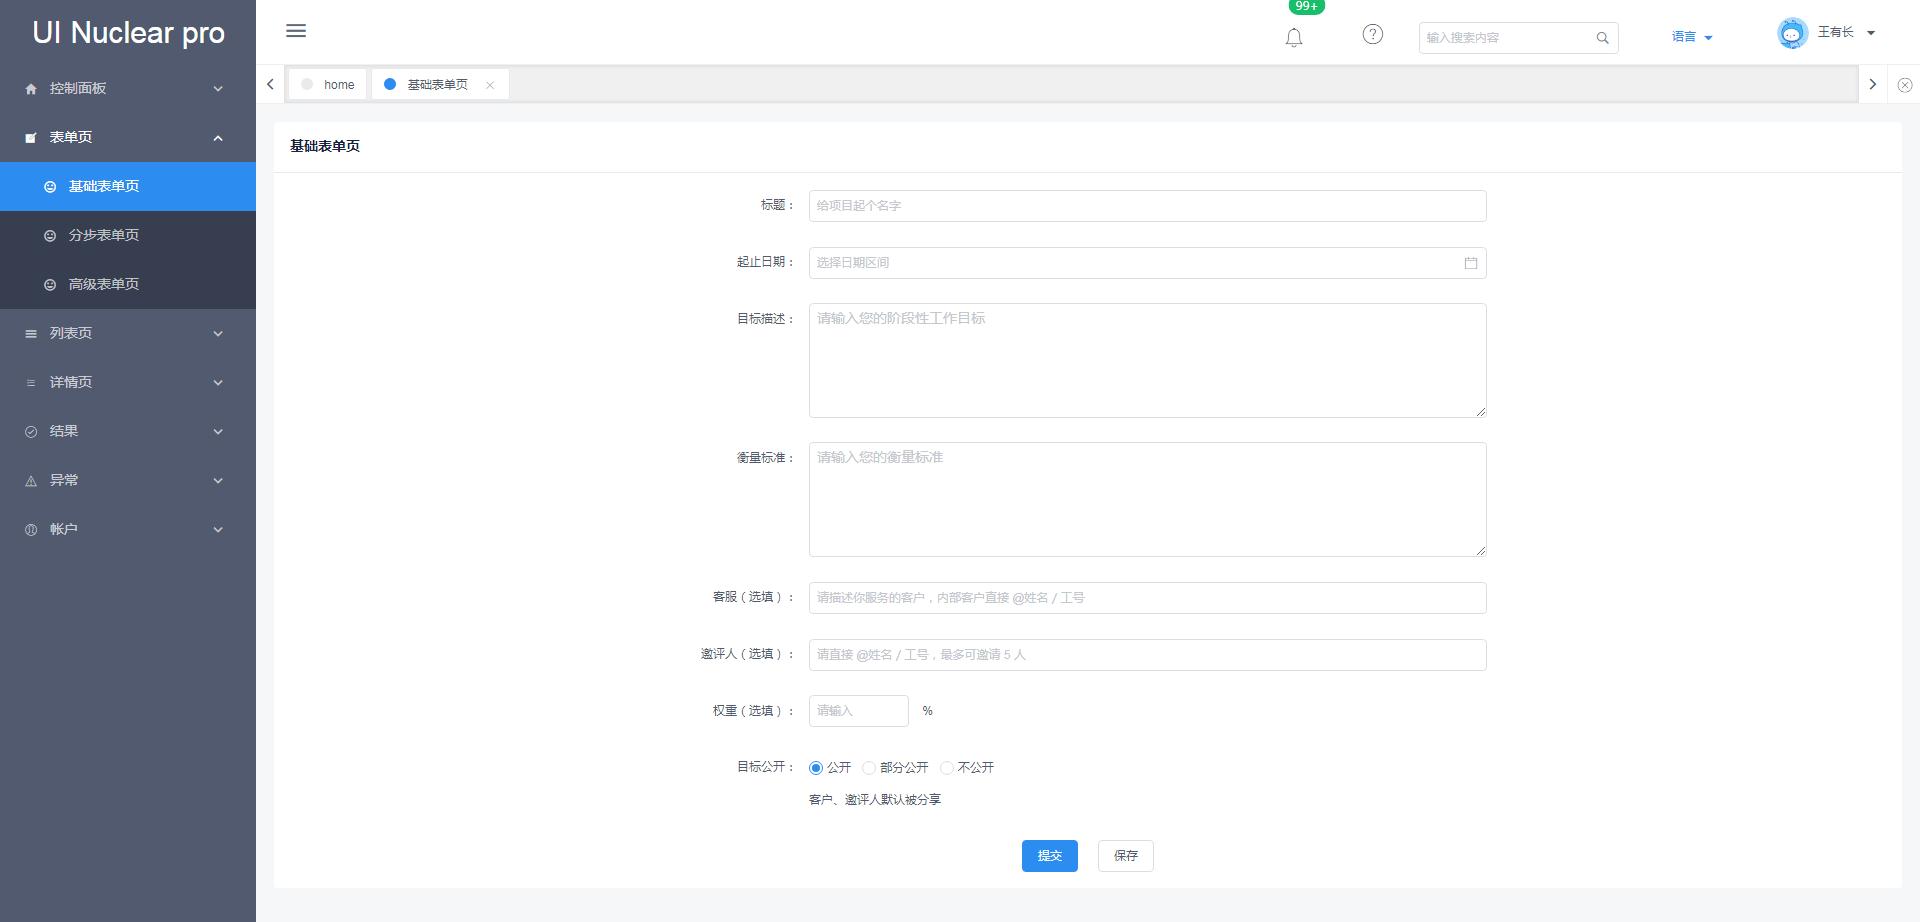 UI Nuclear pro
控制面板
表单页
基础表单页
分步表单页
高级表单页
列表页
详情页
结果
异常
帐户
99+
输入搜索内容
语言
王有长
home
基础表单页
基础表单页
标题：
给项目起个名字
起止日期：
选择日期区间
目标描述：
请输入您的阶段性工作目标
衡量标准：
请输入您的衡量标准
客服（选填）：
请描述你服务的客户，内部客户直接 @姓名 / 工号
邀评人（选填）：
请直接 @姓名 / 工号，最多可邀请 5 人
权重（选填）：
请输入 %
目标公开：
公开 部分公开 不公开
客户、邀评人默认被分享
提交 保存